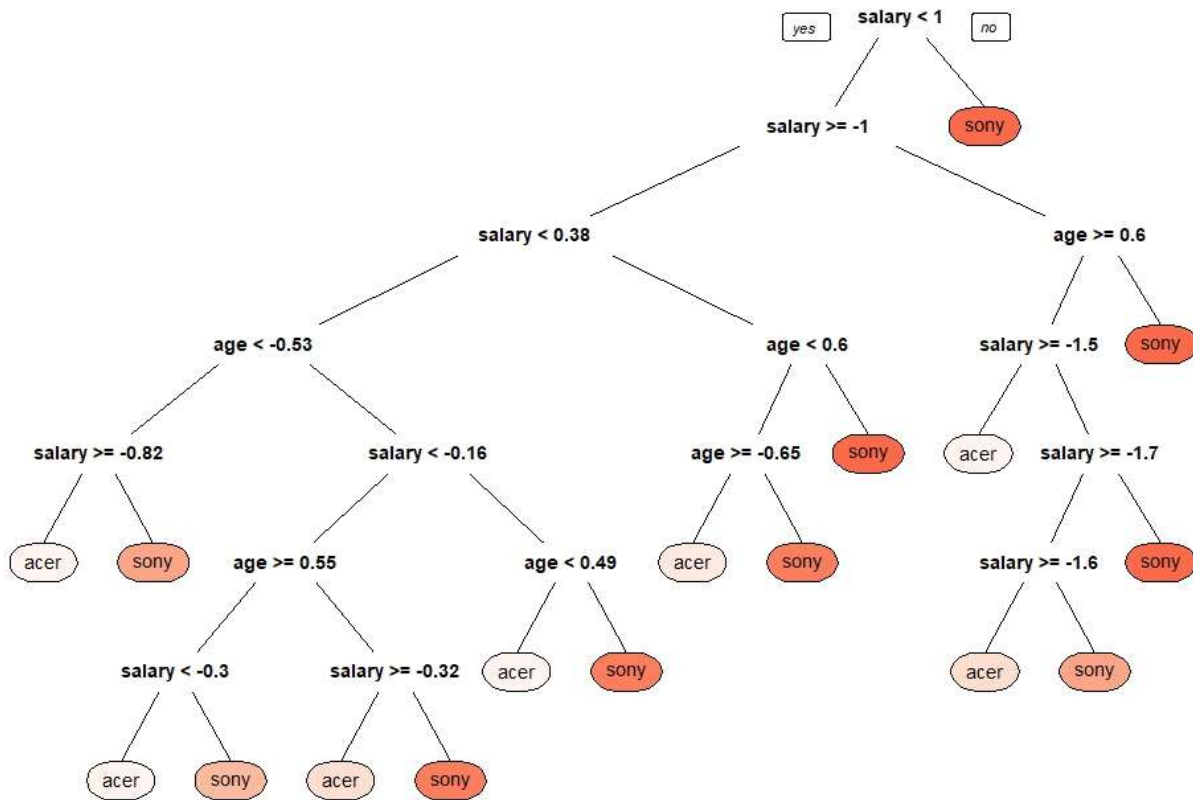 salary < 1
yes
no
salary >= -1
sony
salary < 0.38
age >= 0.6
age < -0.53
age < 0.6
salary >= -1.5
sony
salary >= -0.82
salary < -0.16
age >= -0.65
sony
acer
salary >= -1.7
acer
sony
age >= 0.55
age < 0.49
acer
sony
salary >= -1.6
sony
salary < -0.3
salary >= -0.32
acer
sony
acer
sony
acer
sony
acer
sony